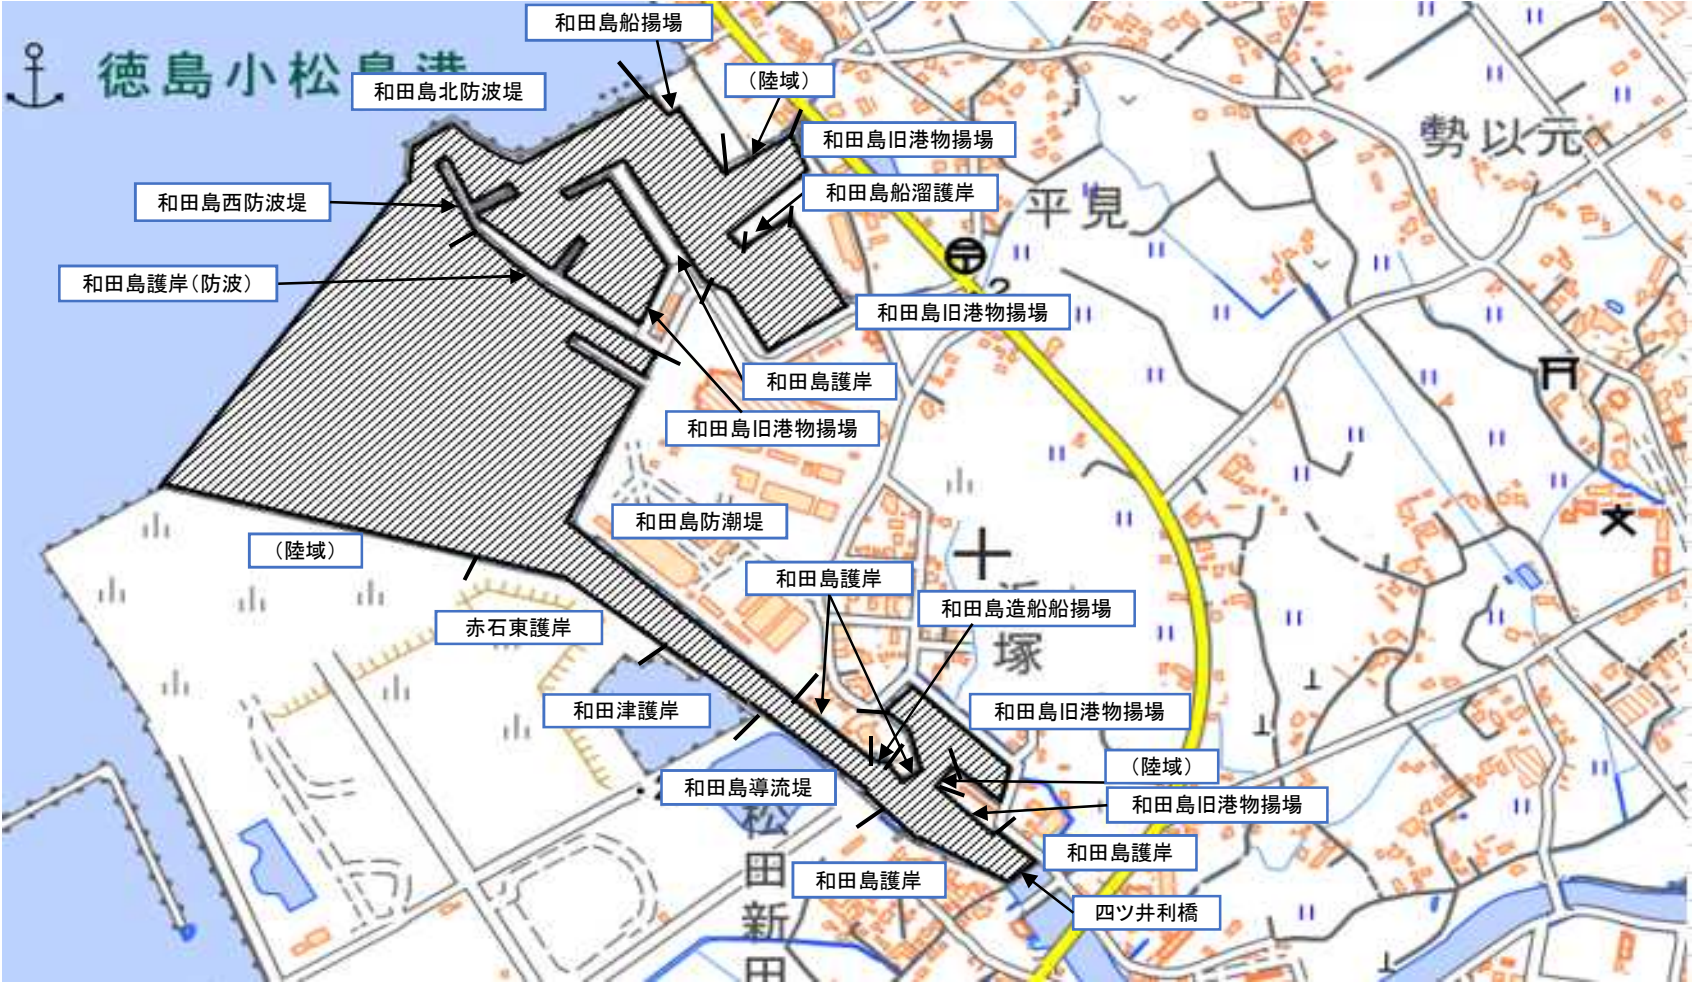 和田島船揚場
徳島小松島港
和田島北防波堤
(陸域)
和田島旧港物揚場
勢以元
和田島西防波堤
和田島船溜護岸
平見
和田島護岸(防波)
2
和田島旧港物揚場
和田島護岸
和田島旧港物揚場
和田島防潮堤
(陸域)
和田島護岸
和田島造船船揚場
赤石東護岸
塚
和田津護岸
和田島旧港物揚場
(陸域)
和田島導流堤
和田島旧港物揚場
松田新田
和田島護岸
和田島護岸
四ツ井利橋